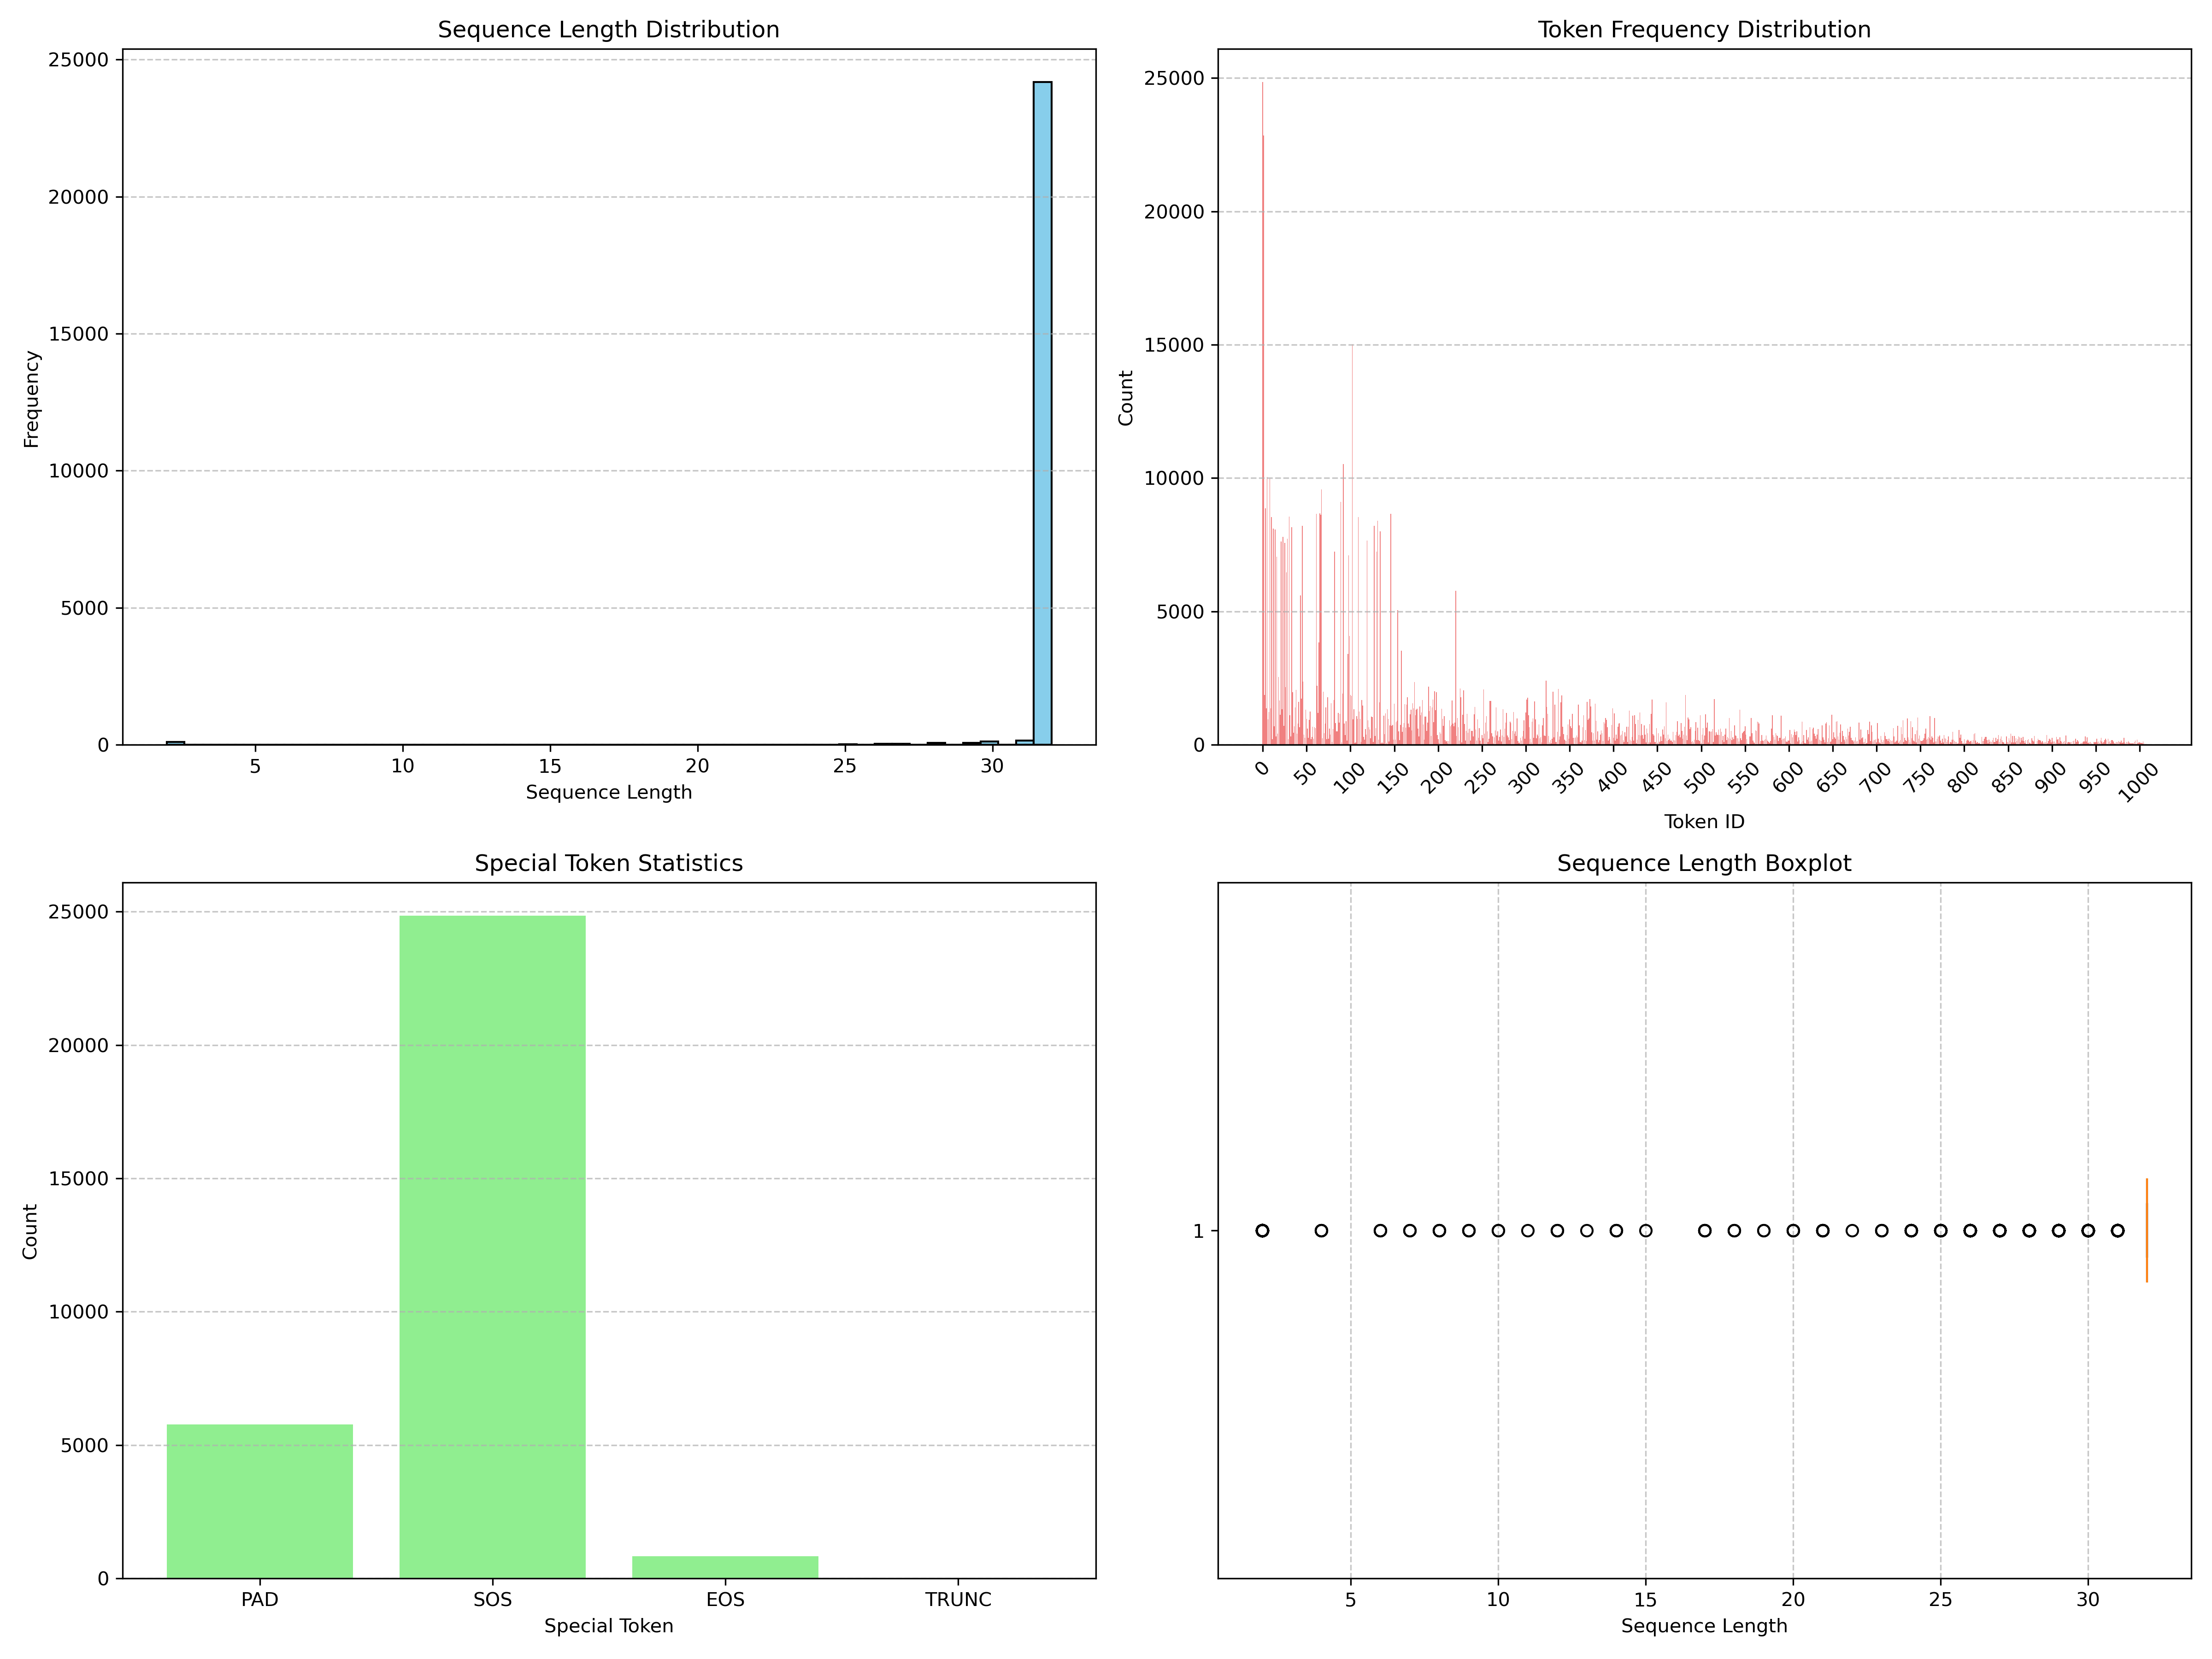 Sequence Length Distribution
Frequency
25000
20000
15000
10000
5000
0
5 10 15 20 25 30
Sequence Length
Token Frequency Distribution
Count
25000
20000
15000
10000
5000
0
0 50 100 150 200 250 300 350 400 450 500 550 600 650 700 750 800 850 900 950 1000
Token ID
Special Token Statistics
Count
25000
20000
15000
10000
5000
0
PAD SOS EOS TRUNC
Special Token
Sequence Length Boxplot
1
5 10 15 20 25 30
Sequence Length